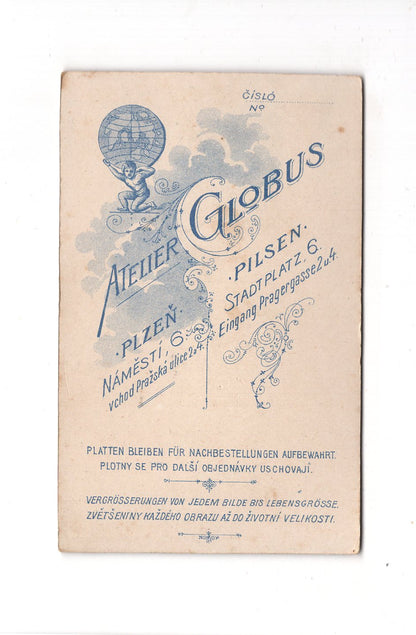 ČÍSLÓ
No
ATELIER GLOBUS
·PLZEŇ·
NÁMĚSTÍ, 6
vchod Pražská ulice 2 a 4.
·PILSEN·
STADTPLATZ. 6.
Eingang Pragergasse 2 u. 4.
PLATTEN BLEIBEN FÜR NACHBESTELLUNGEN AUFBEWAHRT.
PLOTNY SE PRO DALŠÍ OBJEDNÁVKY USCHOVAJÍ.
VERGRÖSSERUNGEN VON JEDEM BILDE BIS LEBENSGRÖSSE.
ZVĚTŠENINY KAŽDÉHO OBRAZU AŽ DO ŽIVOTNÍ VELIKOSTI.